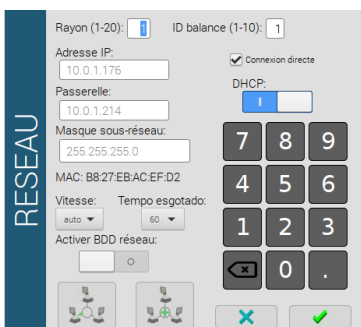 RESEAU
Rayon (1-20): 1 ID balance (1-10): 1
Adresse IP:
10.0.1.176
Connexion directe
Passerelle:
10.0.1.214
DHCP:
I
Masque sous-réseau:
255.255.255.0
MAC: B8:27:EB:AC:EF:D2
Vitesse: Tempo esgotado:
auto 60
Activer BDD réseau:
O
7 8 9
4 5 6
1 2 3
0 .